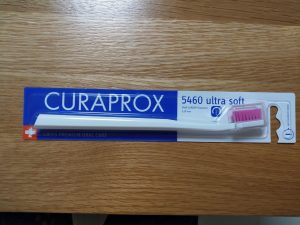 CURAPROX
5460 ultra soft
SWISS PREMIUM ORAL CARE